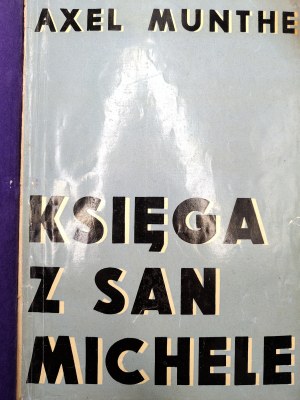 AXEL MUNTHE
KSIĘGA
Z SAN
MICHELE